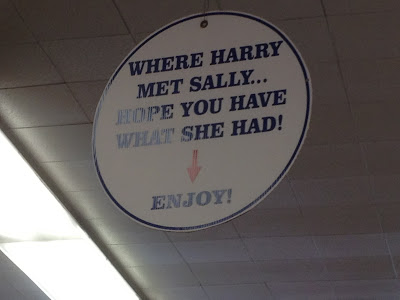 WHERE HARRY
MET SALLY...
HOPE YOU HAVE
WHAT SHE HAD!
ENJOY!